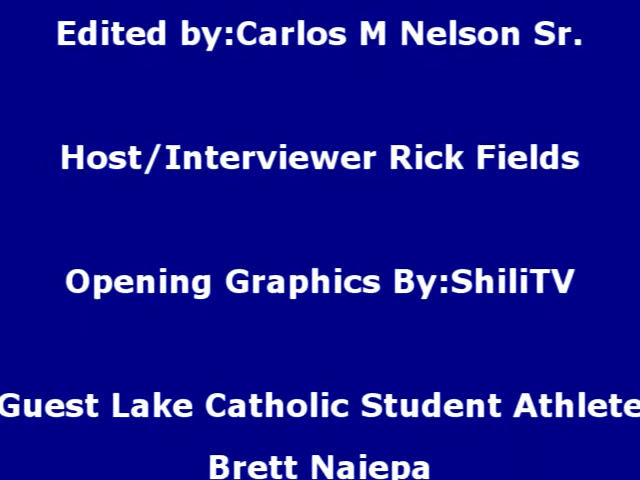 Edited by:Carlos M Nelson Sr.
Host/Interviewer Rick Fields
Opening Graphics By:ShiliTV
Guest Lake Catholic Student Athlete
Brett Naiepa